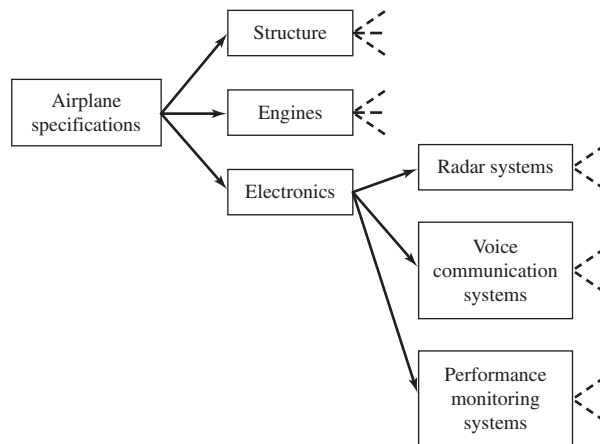 Structure
Airplane
specifications
Engines
Electronics
Radar systems
Voice
communication
systems
Performance
monitoring
systems